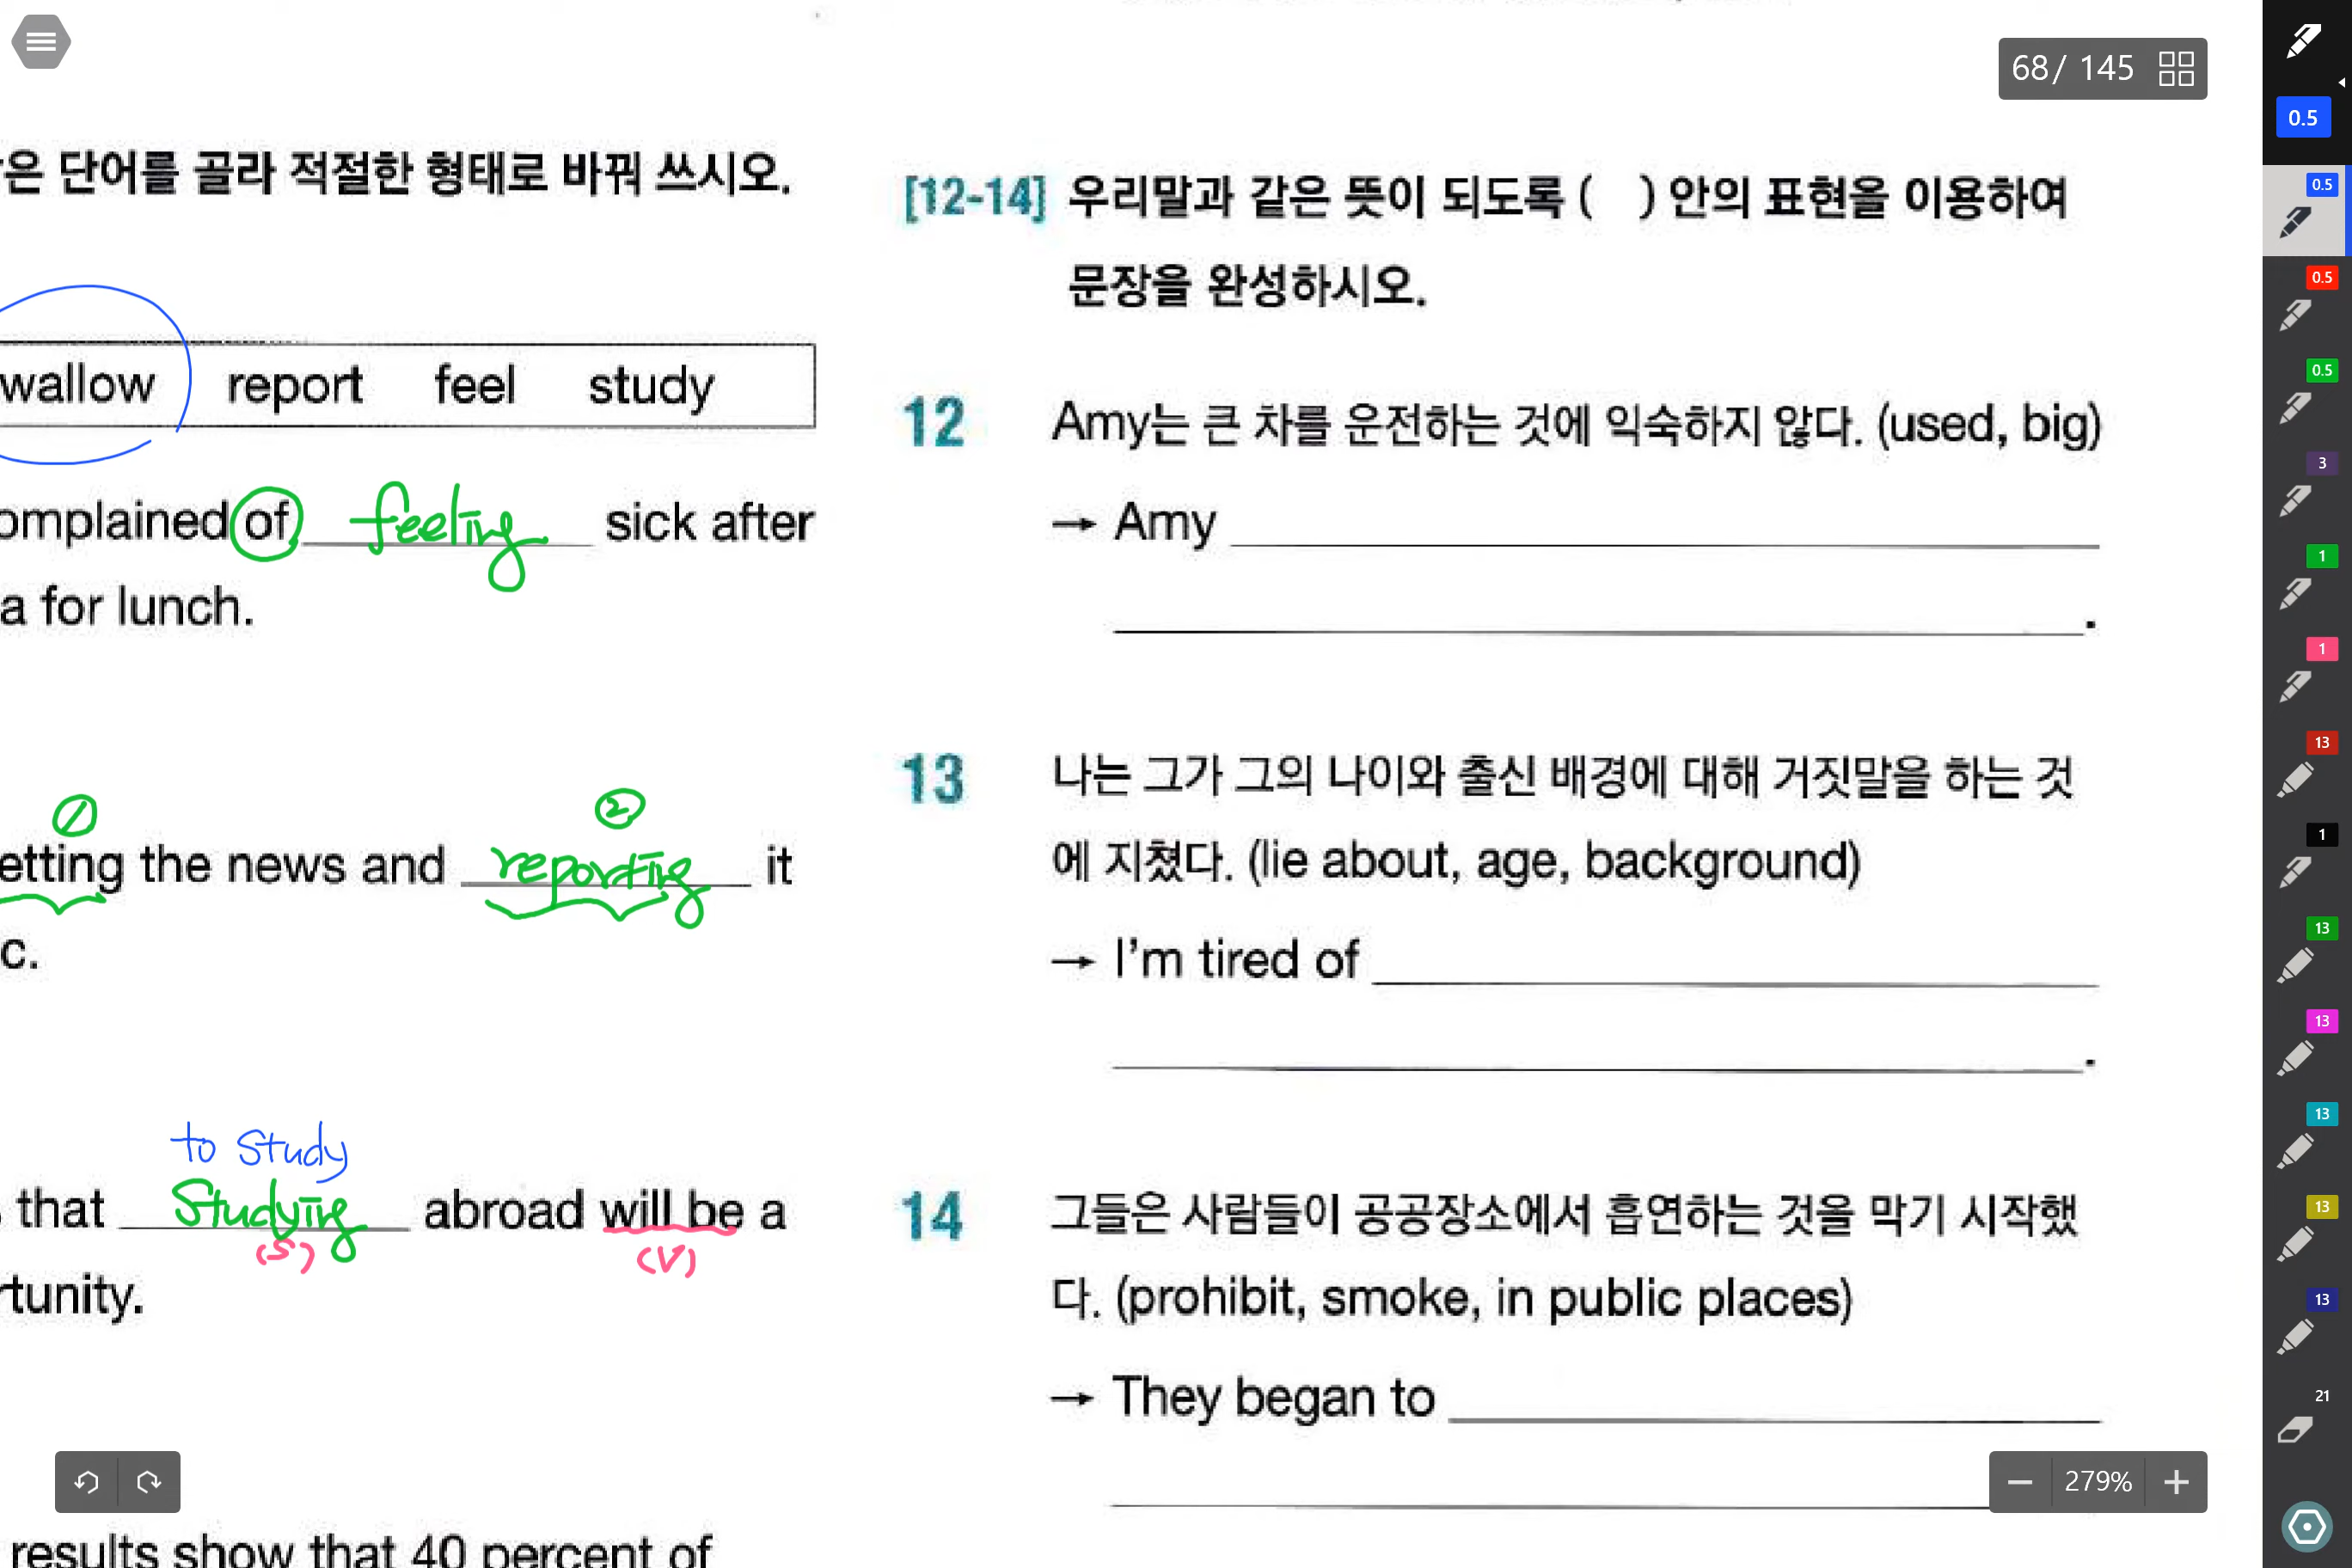 68/ 145
은 단어를 골라 적절한 형태로 바꿔 쓰시오.
wallow report feel study
omplained of feeling sick after
a for lunch.
① ②
etting the news and reporting it
c.
to study
that studying abroad will be a
(S) (V)
rtunity.
results show that 40 percent of
[12-14] 우리말과 같은 뜻이 되도록 ( ) 안의 표현을 이용하여
문장을 완성하시오.
12 Amy는 큰 차를 운전하는 것에 익숙하지 않다. (used, big)
→ Amy
.
13 나는 그가 그의 나이와 출신 배경에 대해 거짓말을 하는 것
에 지쳤다. (lie about, age, background)
→ I'm tired of
.
14 그들은 사람들이 공공장소에서 흡연하는 것을 막기 시작했
다. (prohibit, smoke, in public places)
→ They began to
279%
0.5
0.5
0.5
0.5
3
1
1
13
1
13
13
13
13
13
21